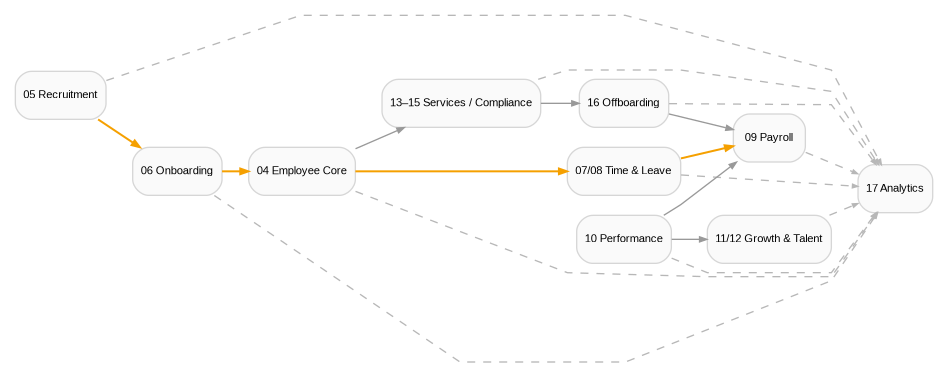 05 Recruitment
13–15 Services / Compliance
16 Offboarding
09 Payroll
06 Onboarding
04 Employee Core
07/08 Time & Leave
17 Analytics
10 Performance
11/12 Growth & Talent